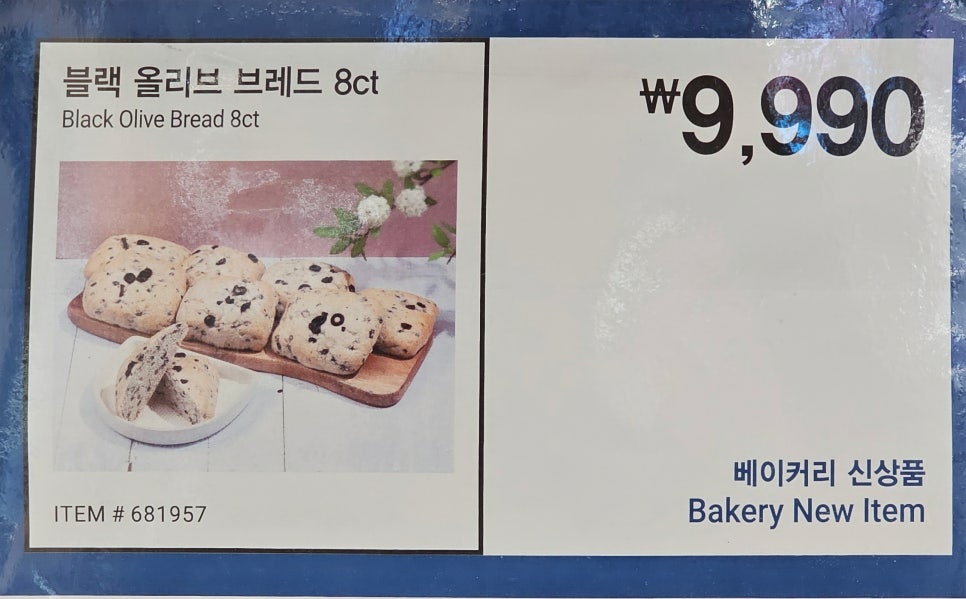 블랙 올리브 브레드 8ct
Black Olive Bread 8ct
ITEM # 681957
₩9,990
베이커리 신상품
Bakery New Item